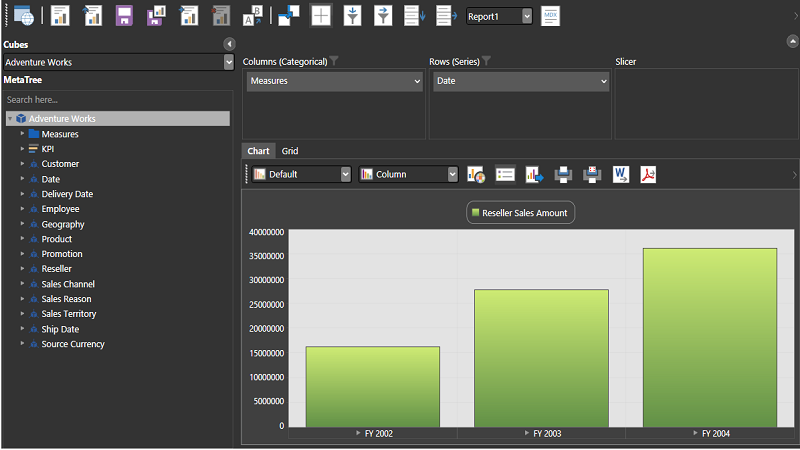 A B
Report1
MDX
Cubes
Adventure Works
MetaTree
Search here...
Adventure Works
Measures
KPI
Customer
Date
Delivery Date
Employee
Geography
Product
Promotion
Reseller
Sales Channel
Sales Reason
Sales Territory
Ship Date
Source Currency
Columns (Categorical)
Rows (Series)
Slicer
Measures
Date
Chart
Grid
Default
Column
W
Reseller Sales Amount
40000000
35000000
30000000
25000000
20000000
15000000
10000000
5000000
0
FY 2002
FY 2003
FY 2004